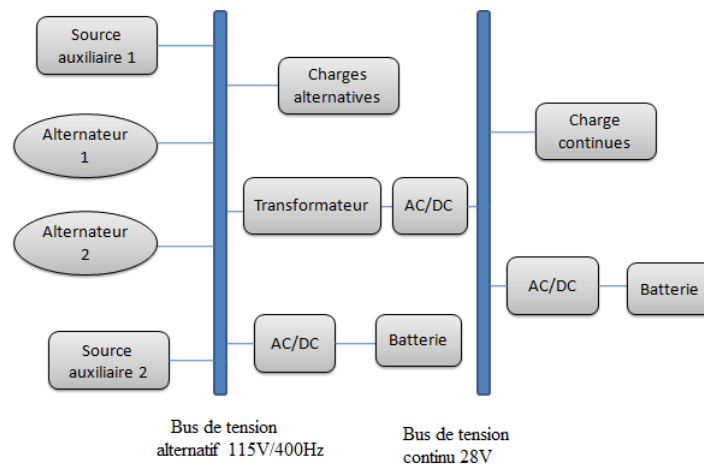 Source
auxiliaire 1
Charges
alternatives
Alternateur
1
Charge
continues
Transformateur
AC/DC
Alternateur
2
AC/DC
Batterie
Source
auxiliaire 2
AC/DC
Batterie
Bus de tension
alternatif 115V/400Hz
Bus de tension
continu 28V